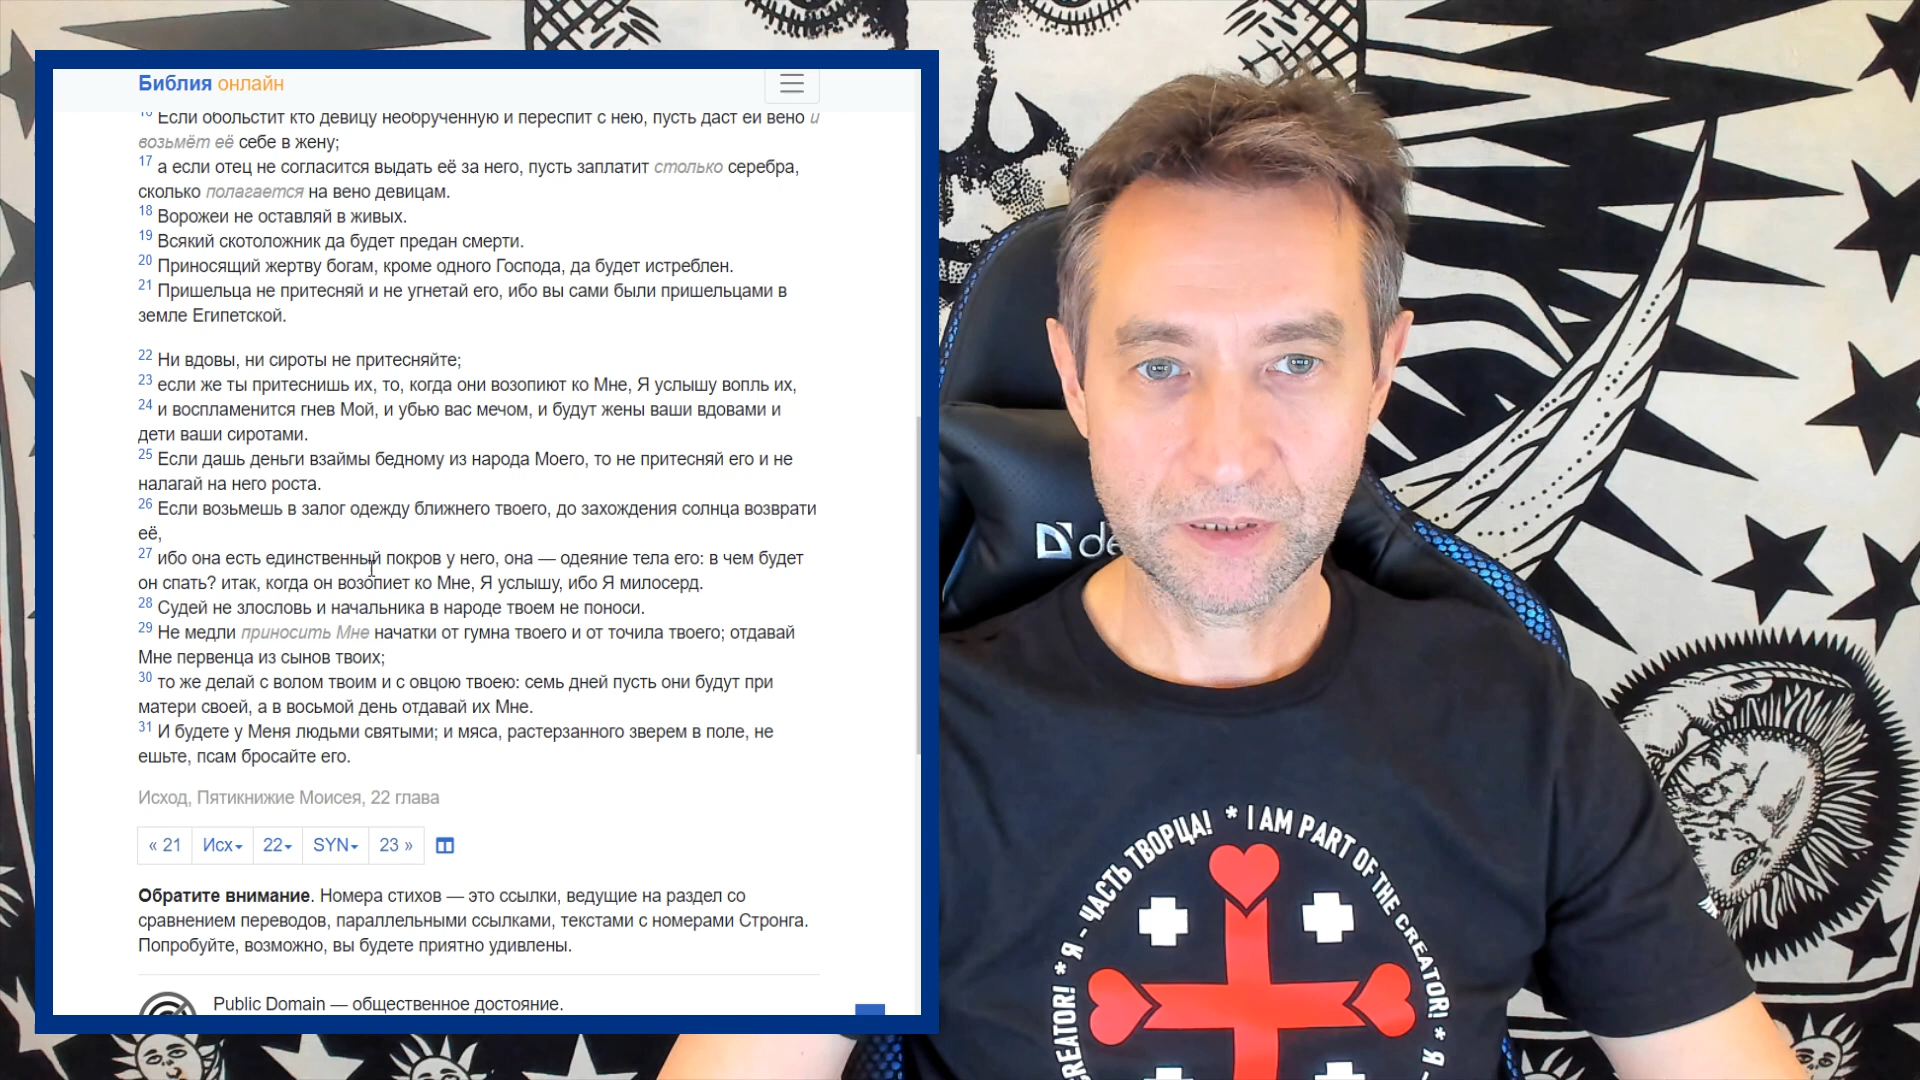 Библия онлайн
16 Если обольстит кто девицу необрученную и переспит с нею, пусть даст ей вено и
возьмёт её себе в жену;
17 а если отец не согласится выдать её за него, пусть заплатит столько серебра,
сколько полагается на вено девицам.
18 Ворожеи не оставляй в живых.
19 Всякий скотоложник да будет предан смерти.
20 Приносящий жертву богам, кроме одного Господа, да будет истреблен.
21 Пришельца не притесняй и не угнетай его, ибо вы сами были пришельцами в
земле Египетской.
22 Ни вдовы, ни сироты не притесняйте;
23 если же ты притеснишь их, то, когда они возопиют ко Мне, Я услышу вопль их,
24 и воспламенится гнев Мой, и убью вас мечом, и будут жены ваши вдовами и
дети ваши сиротами.
25 Если дашь деньги взаймы бедному из народа Моего, то не притесняй его и не
налагай на него роста.
26 Если возьмешь в залог одежду ближнего твоего, до захождения солнца возврати
её,
27 ибо она есть единственный покров у него, она — одеяние тела его: в чем будет
он спать? итак, когда он возопиет ко Мне, Я услышу, ибо Я милосерд.
28 Судей не злословь и начальника в народе твоем не поноси.
29 Не медли приносить Мне начатки от гумна твоего и от точила твоего; отдавай
Мне первенца из сынов твоих;
30 то же делай с волом твоим и с овцою твоею: семь дней пусть они будут при
матери своей, а в восьмой день отдавай их Мне.
31 И будете у Меня людьми святыми; и мяса, растерзанного зверем в поле, не
ешьте, псам бросайте его.
Исход, Пятикнижие Моисея, 22 глава
« 21 Исх 22 SYN 23 »
Обратите внимание. Номера стихов — это ссылки, ведущие на раздел со
сравнением переводов, параллельными ссылками, текстами с номерами Стронга.
Попробуйте, возможно, вы будете приятно удивлены.
Public Domain — общественное достояние.
de
* Я - ЧАСТЬ ТВОРЦА! * I AM PART OF THE CREATOR! * Я -
CREATOR!